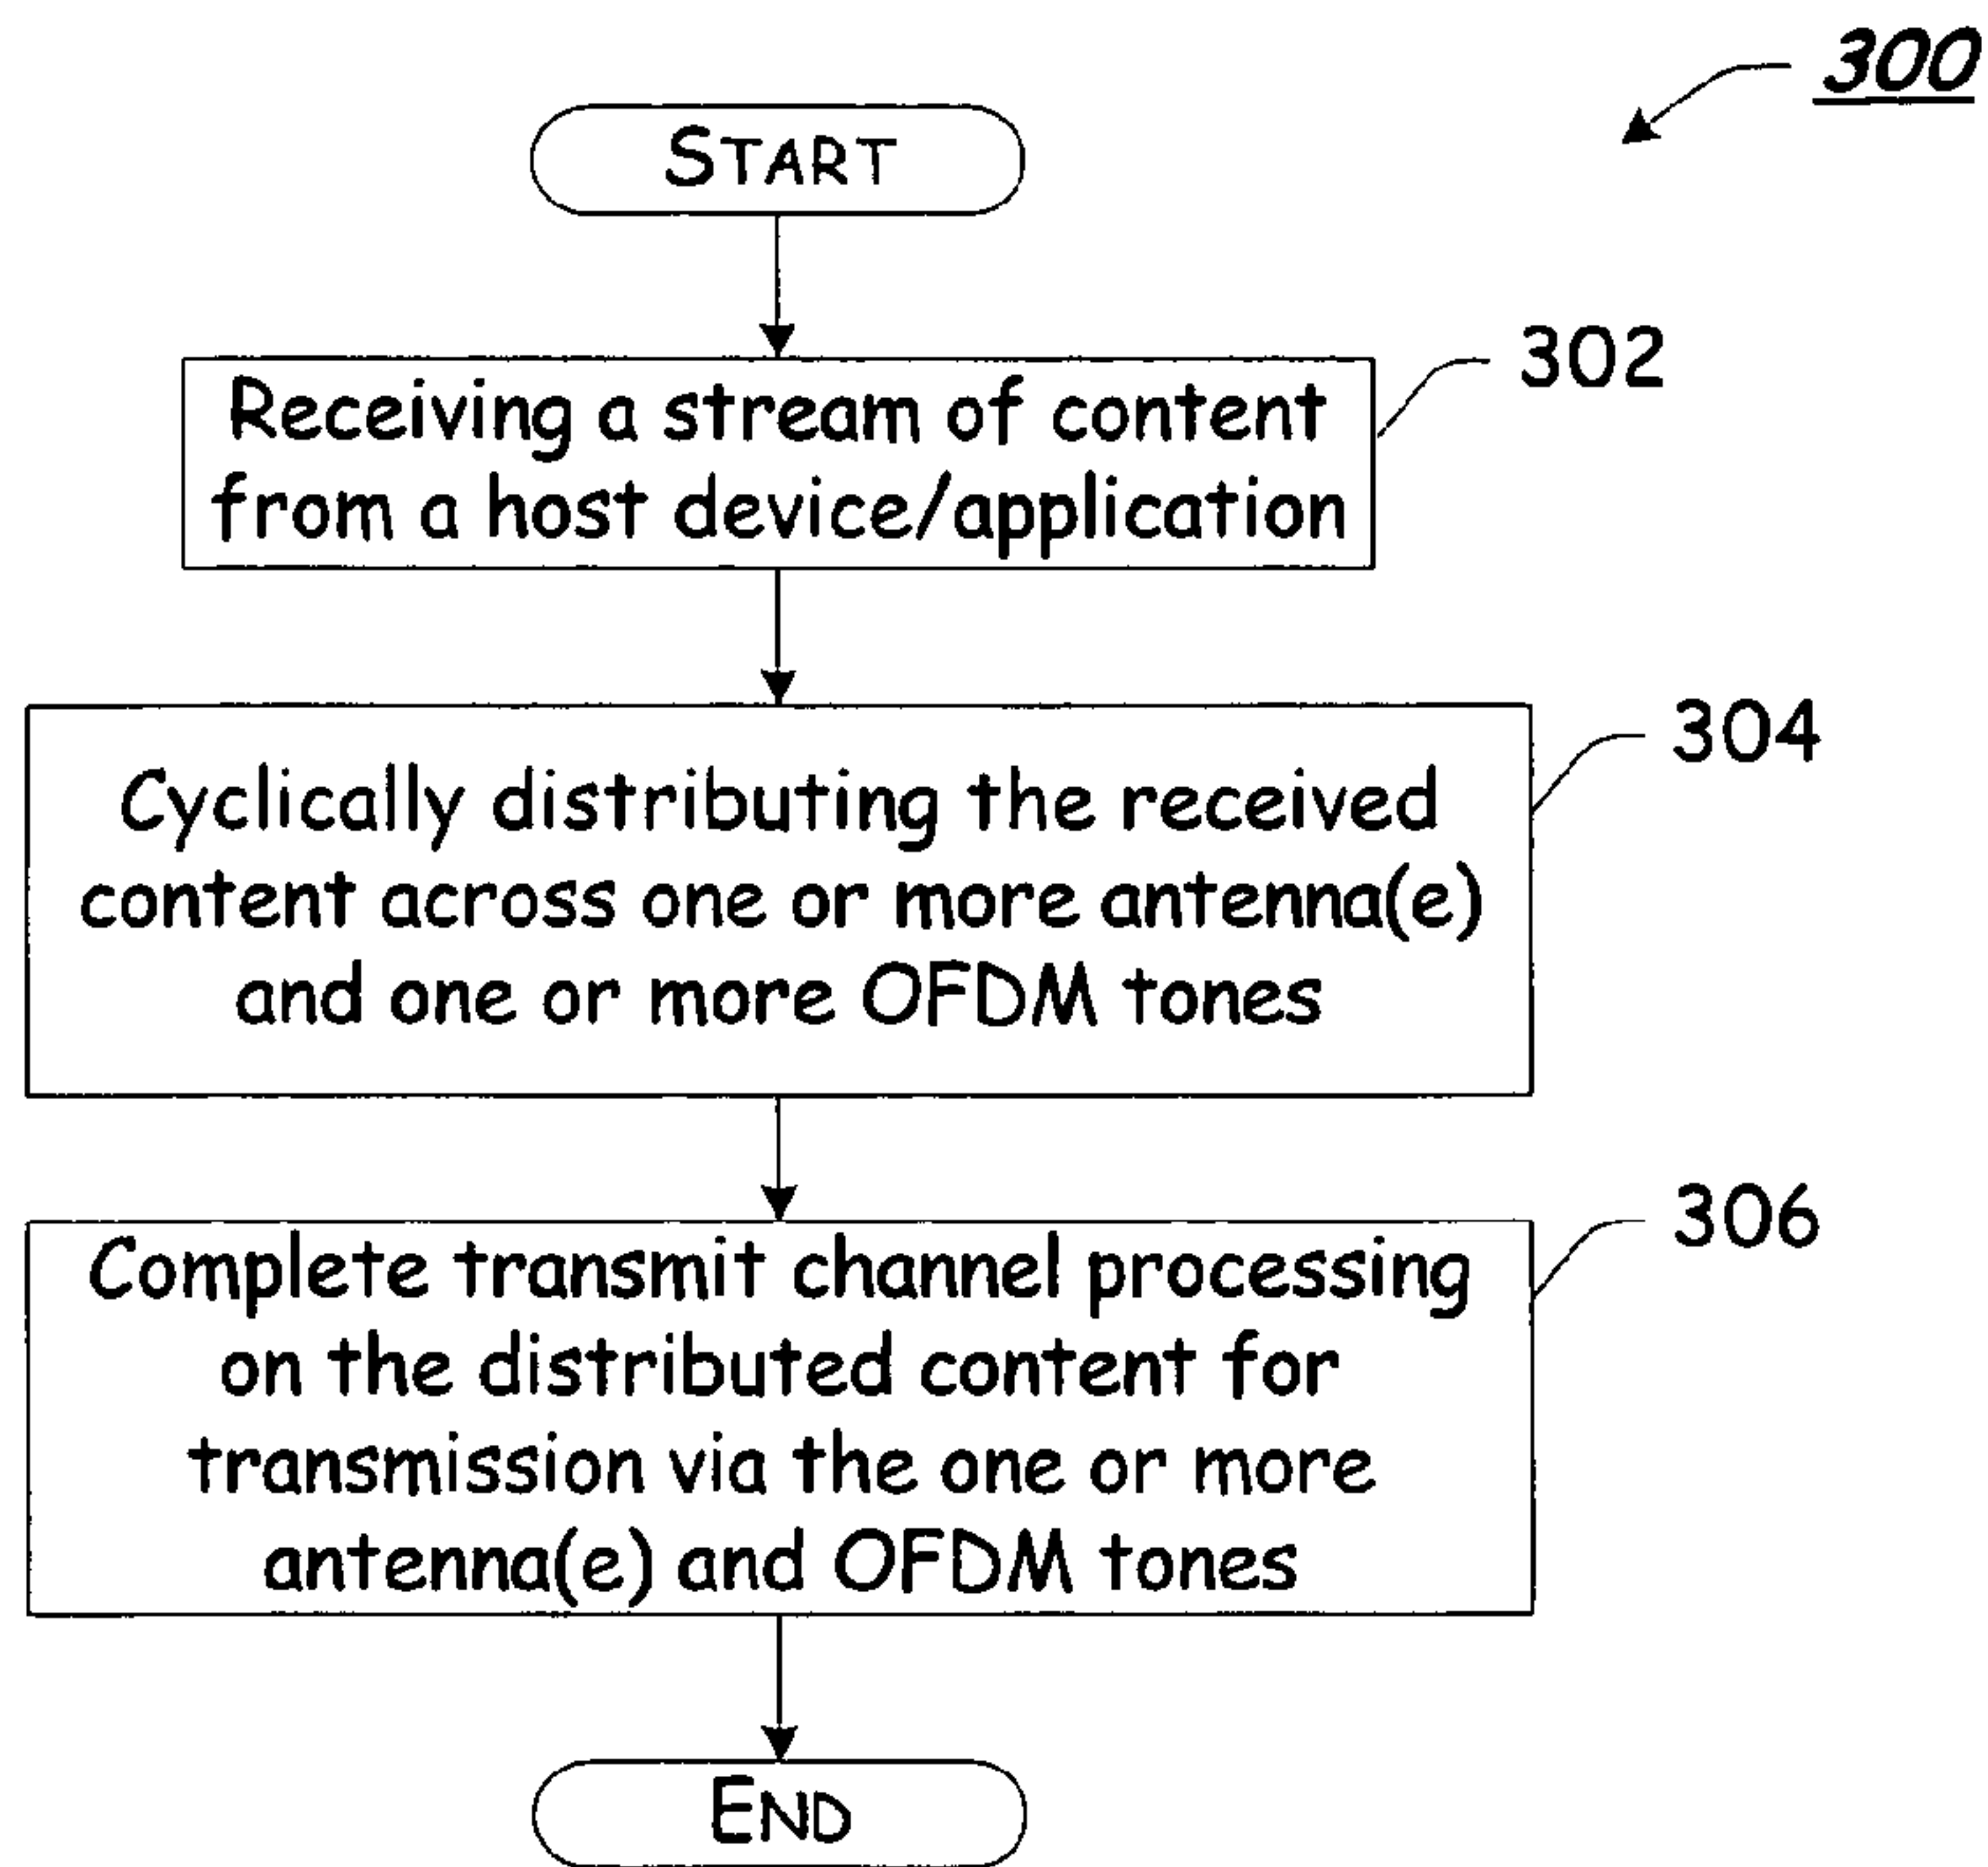 300
START
302
Receiving a stream of content
from a host device/application
304
Cyclically distributing the received
content across one or more antenna(e)
and one or more OFDM tones
306
Complete transmit channel processing
on the distributed content for
transmission via the one or more
antenna(e) and OFDM tones
END